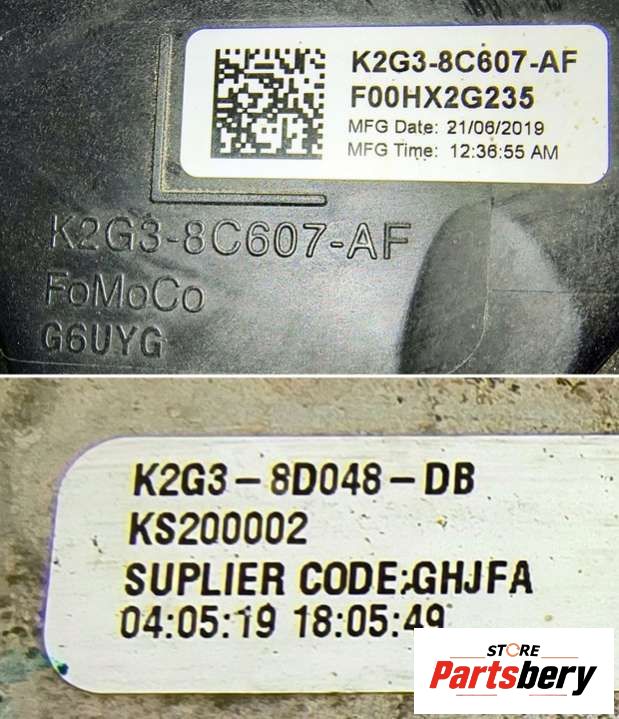 K2G3-8C607-AF
F00HX2G235
MFG Date: 21/06/2019
MFG Time: 12:36:55 AM
K2G3-8C607-AF
FoMoCo
G6UYG
K2G3-8D048-DB
KS200002
SUPLIER CODE:GHJFA
04:05:19 18:05:49
STORE
Partsbery